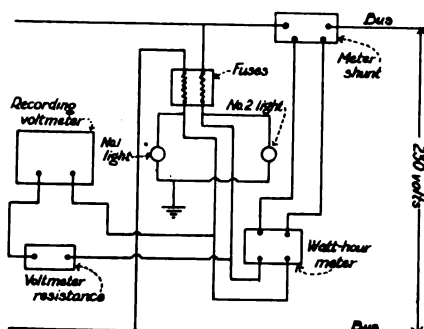 Bus
Meter
shunt
Fuses
No.2 light
Recording
voltmeter
No.1
light
230 volts
Watt-hour
meter
Voltmeter
resistance
Bus